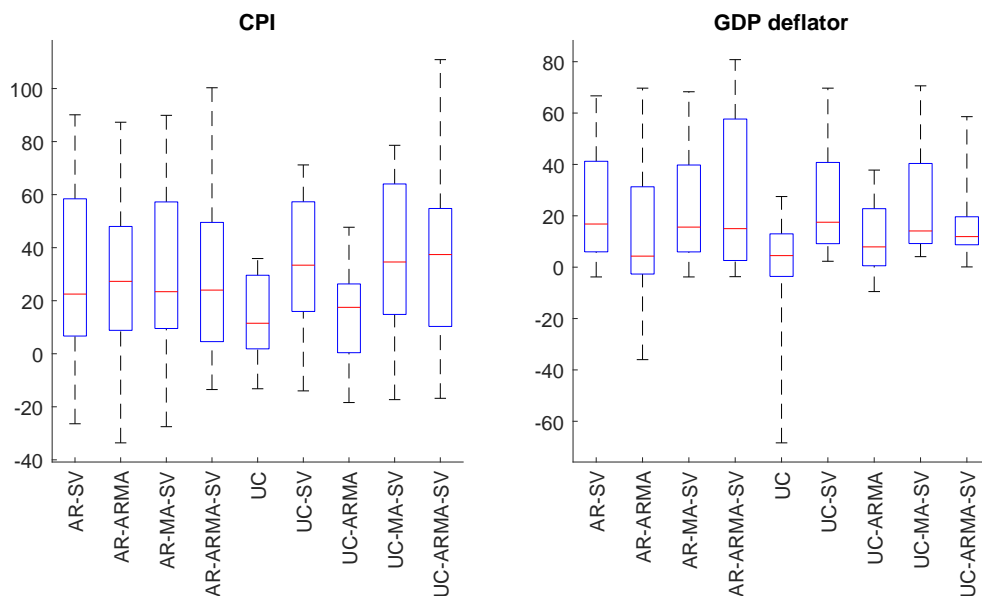 CPI
100
80
60
40
20
0
-20
-40
AR-SV
AR-ARMA
AR-MA-SV
AR-ARMA-SV
UC
UC-SV
UC-ARMA
UC-MA-SV
UC-ARMA-SV
GDP deflator
80
60
40
20
0
-20
-40
-60
AR-SV
AR-ARMA
AR-MA-SV
AR-ARMA-SV
UC
UC-SV
UC-ARMA
UC-MA-SV
UC-ARMA-SV